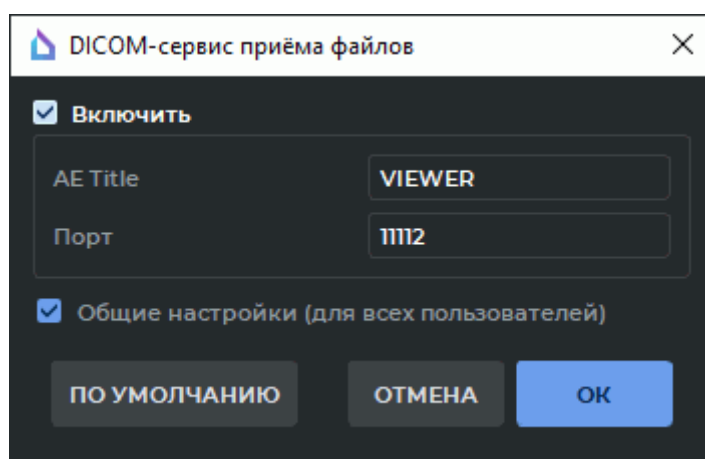 DICOM-сервис приёма файлов
Включить
AE Title VIEWER
Порт 11112
Общие настройки (для всех пользователей)
ПО УМОЛЧАНИЮ ОТМЕНА ОК